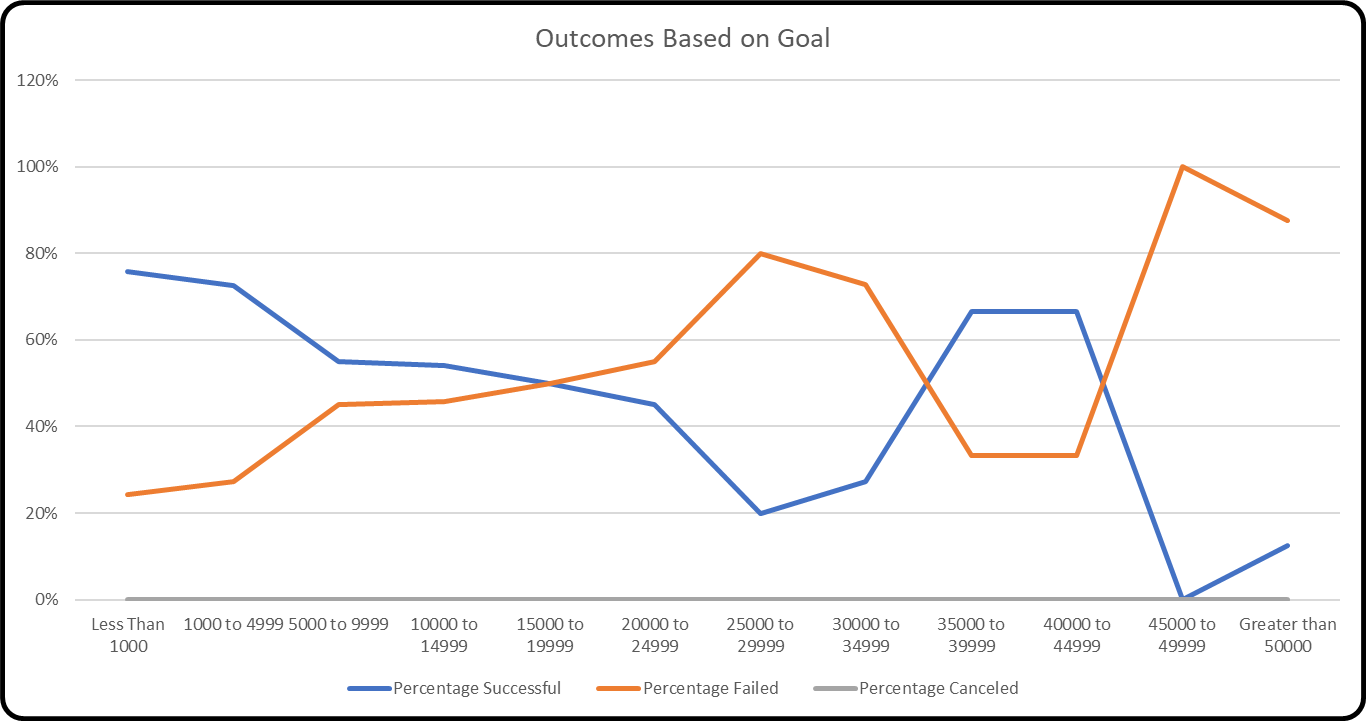 Outcomes Based on Goal
120%
100%
80%
60%
40%
20%
0%
Less Than 1000
1000 to 4999
5000 to 9999
10000 to 14999
15000 to 19999
20000 to 24999
25000 to 29999
30000 to 34999
35000 to 39999
40000 to 44999
45000 to 49999
Greater than 50000
Percentage Successful
Percentage Failed
Percentage Canceled